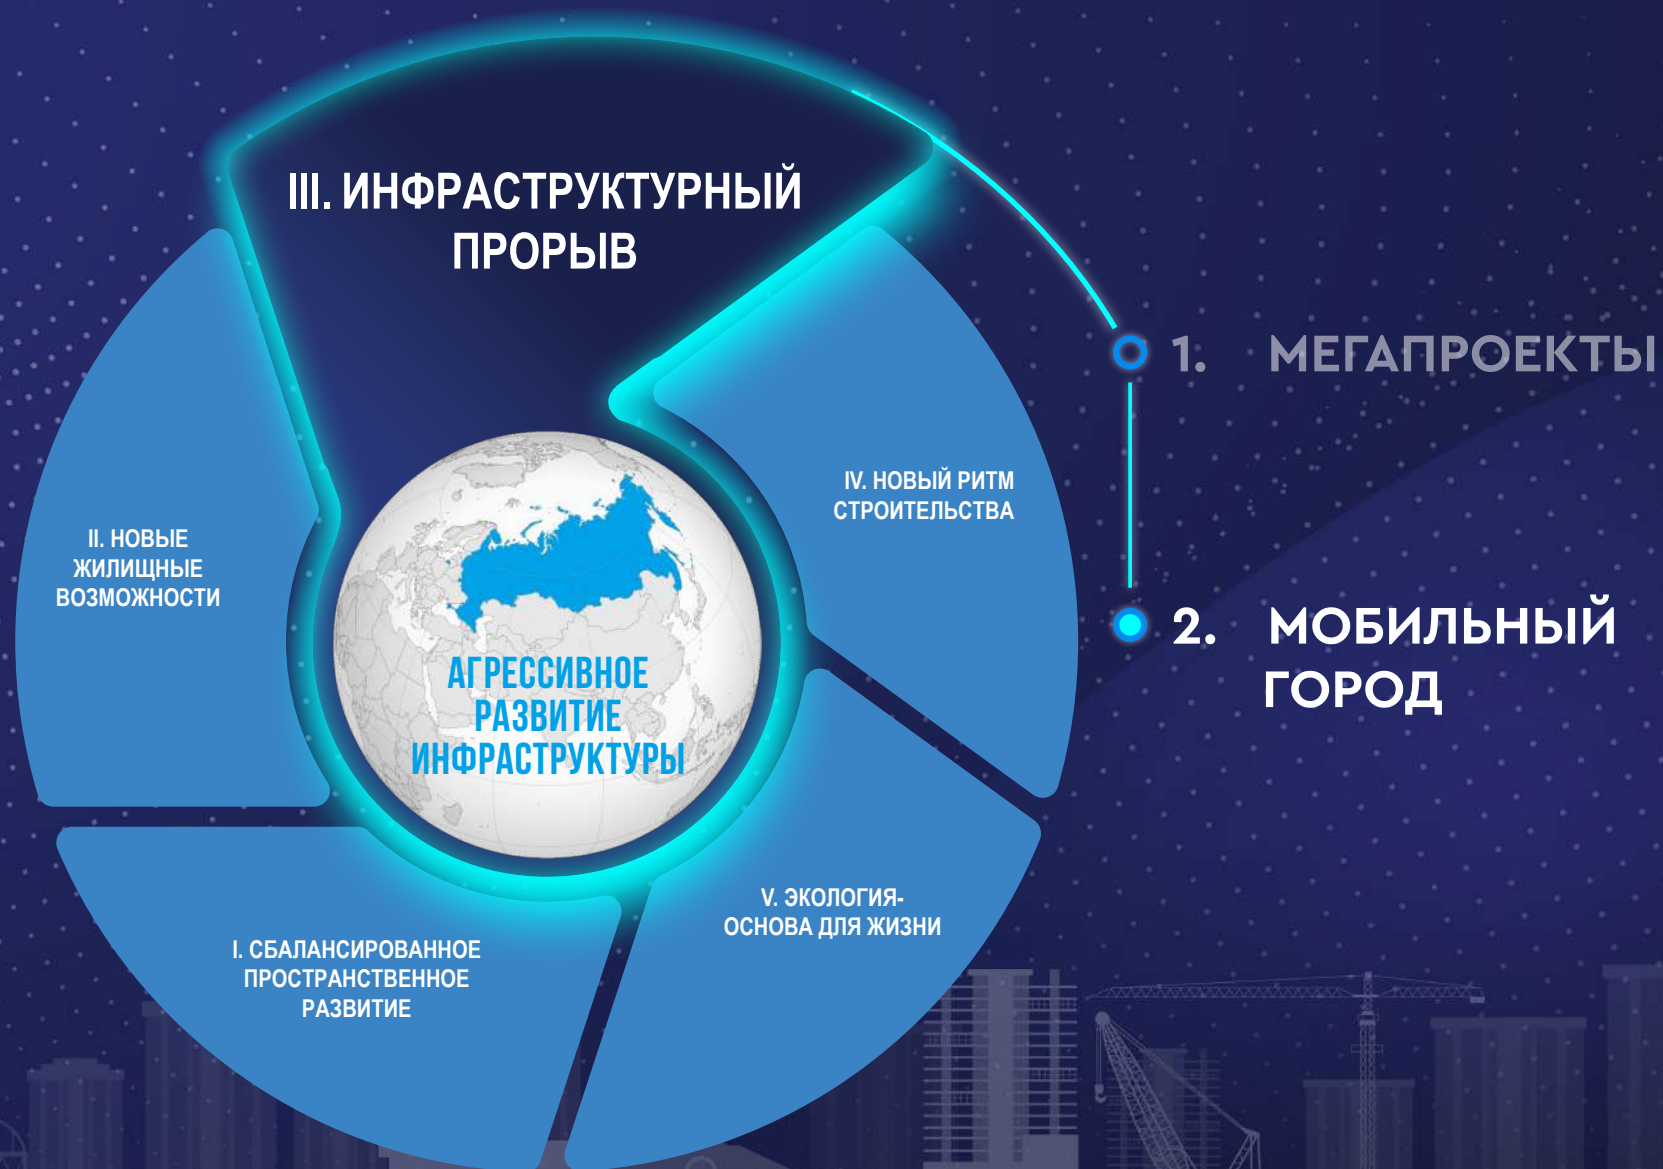 III. ИНФРАСТРУКТУРНЫЙ
ПРОРЫВ
1. МЕГАПРОЕКТЫ
2. МОБИЛЬНЫЙ
ГОРОД
IV. НОВЫЙ РИТМ
СТРОИТЕЛЬСТВА
II. НОВЫЕ
ЖИЛИЩНЫЕ
ВОЗМОЖНОСТИ
АГРЕССИВНОЕ
РАЗВИТИЕ
ИНФРАСТРУКТУРЫ
V. ЭКОЛОГИЯ-
ОСНОВА ДЛЯ ЖИЗНИ
I. СБАЛАНСИРОВАННОЕ
ПРОСТРАНСТВЕННОЕ
РАЗВИТИЕ